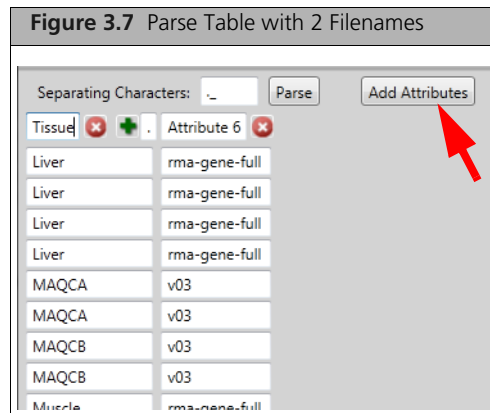 Figure 3.7 Parse Table with 2 Filenames
Separating Characters: ._ Parse Add Attributes
Tissue . Attribute 6
Liver rma-gene-full
Liver rma-gene-full
Liver rma-gene-full
Liver rma-gene-full
MAQCA v03
MAQCA v03
MAQCB v03
MAQCB v03
Muscle rma-gene-full